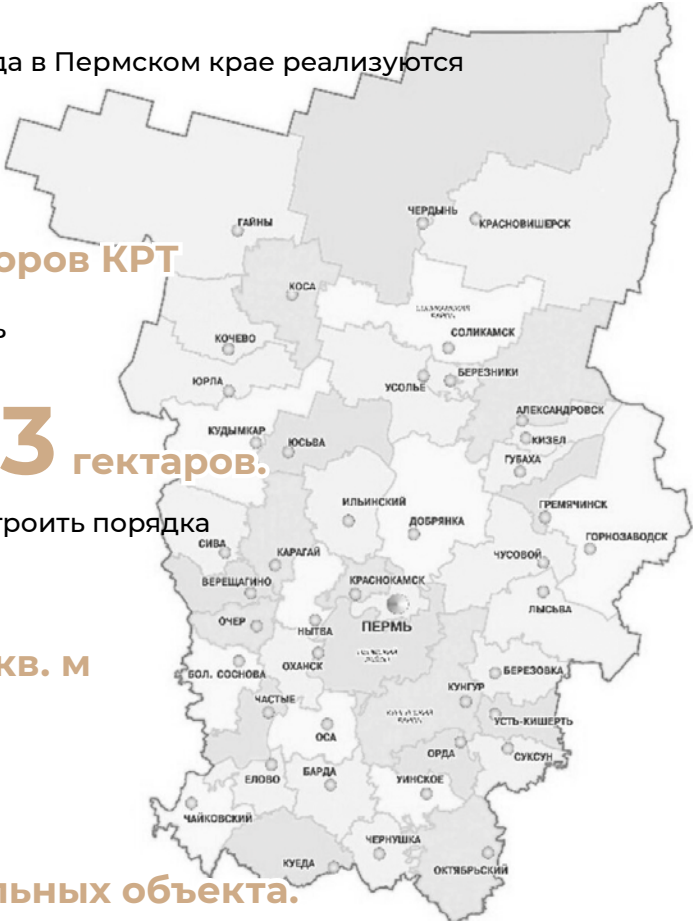 да в Пермском крае реализуются
ГАЙНЫ
ЧЕРДЫНЬ
КРАСНОВИШЕРСК
оров КРТ
КОСА
СОЛИКАМСК
КОЧЕВО
ь
БЕРЕЗНИКИ
ЮРЛА
УСОЛЬЕ
АЛЕКСАНДРОВСК
КУДЫМКАР
ЮСЬВА
КИЗЕЛ
3 гектаров.
ГУБАХА
ИЛЬИНСКИЙ
ГРЕМЯЧИНСК
троить порядка
ДОБРЯНКА
ГОРНОЗАВОДСК
СИВА
КАРАГАЙ
ЧУСОВОЙ
ВЕРЕЩАГИНО
КРАСНОКАМСК
ЛЫСЬВА
ОЧЕР
НЫТВА
ПЕРМЬ
кв. м
БОЛ. СОСНОВА
ОХАНСК
БЕРЕЗОВКА
КУНГУР
ЧАСТЫЕ
УСТЬ-КИШЕРТЬ
ОСА
ОРДА
СУКСУН
ЕЛОВО
БАРДА
УИНСКОЕ
ЧАЙКОВСКИЙ
ЧЕРНУШКА
КУЕДА
ОКТЯБРЬСКИЙ
льных объекта.